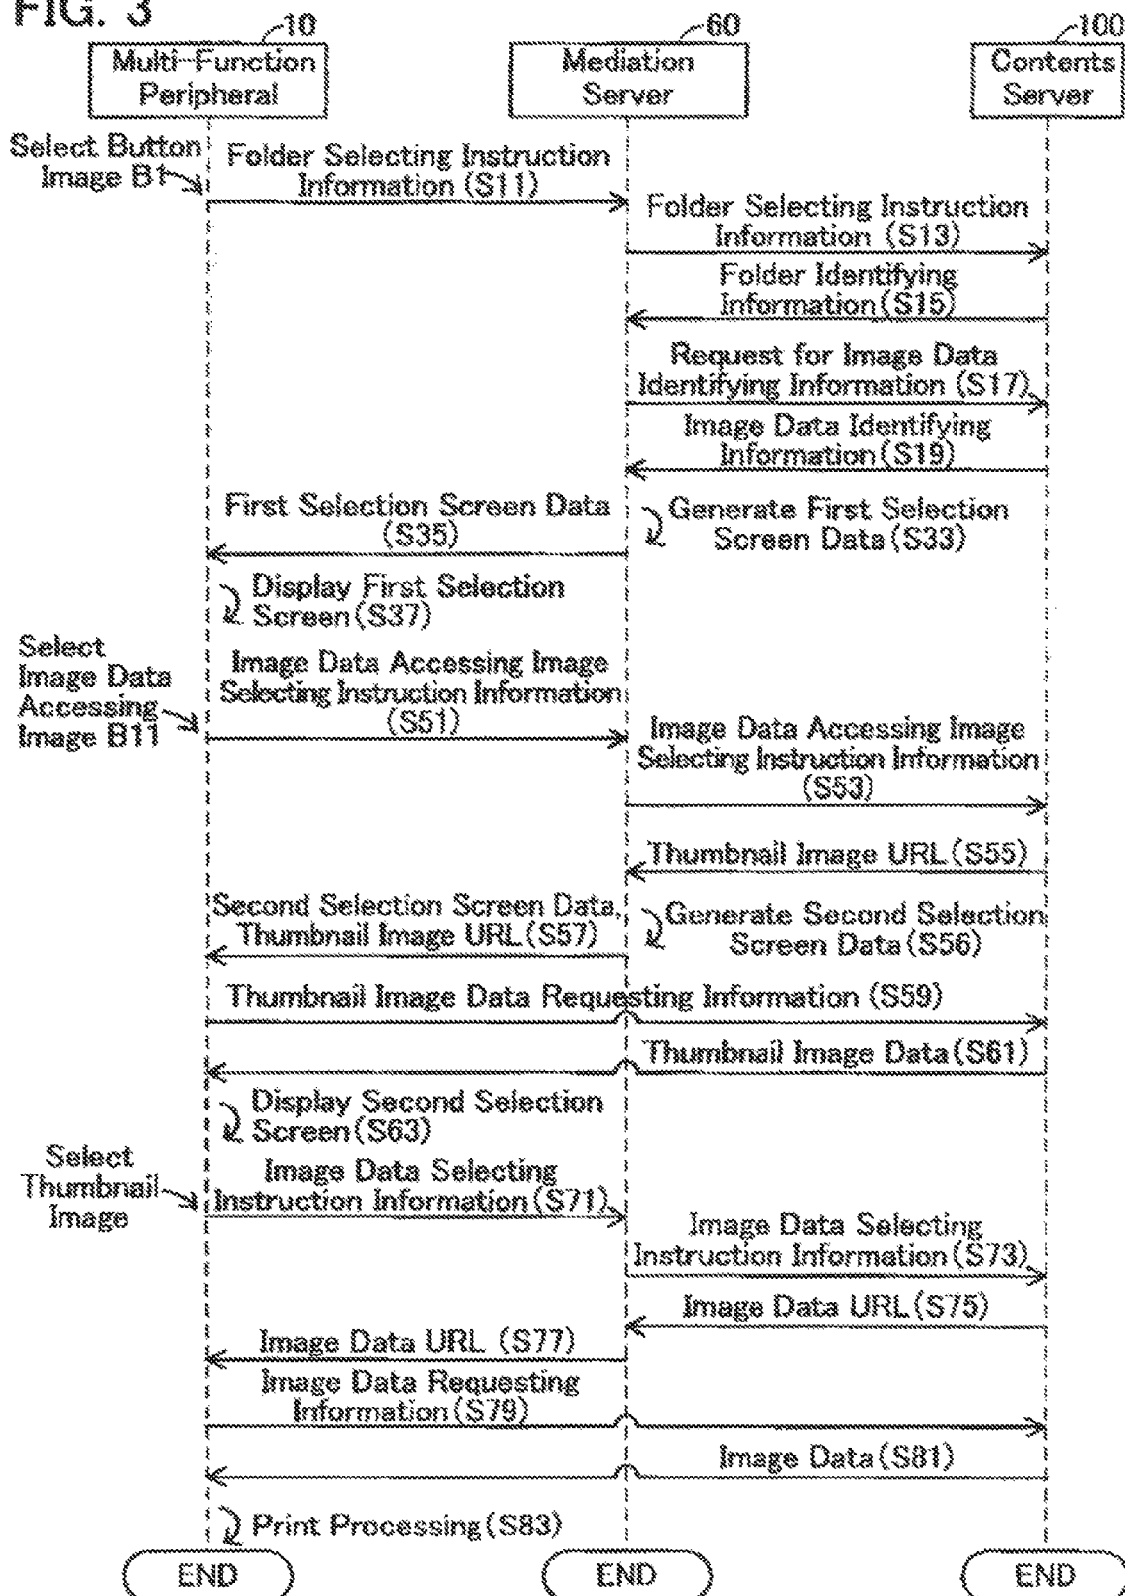 FIG. 3
10
60
100
Multi-Function
Peripheral
Mediation
Server
Contents
Server
Select Button
Image B1
Folder Selecting Instruction
Information (S11)
Folder Selecting Instruction
Information (S13)
Folder Identifying
Information(S15)
Request for Image Data
Identifying Information (S17)
Image Data Identifying
Information(S19)
First Selection Screen Data
(S35)
Generate First Selection
Screen Data(S33)
Display First Selection
Screen(S37)
Select
Image Data
Accessing
Image B11
Image Data Accessing Image
Selecting Instruction Information
(S51)
Image Data Accessing Image
Selecting Instruction Information
(S53)
Thumbnail Image URL(S55)
Second Selection Screen Data,
Thumbnail Image URL(S57)
Generate Second Selection
Screen Data(S56)
Thumbnail Image Data Requesting Information (S59)
Thumbnail Image Data(S61)
Display Second Selection
Screen(S63)
Select
Thumbnail
Image
Image Data Selecting
Instruction Information(S71)
Image Data Selecting
Instruction Information(S73)
Image Data URL(S75)
Image Data URL (S77)
Image Data Requesting
Information(S79)
Image Data(S81)
Print Processing(S83)
END
END
END